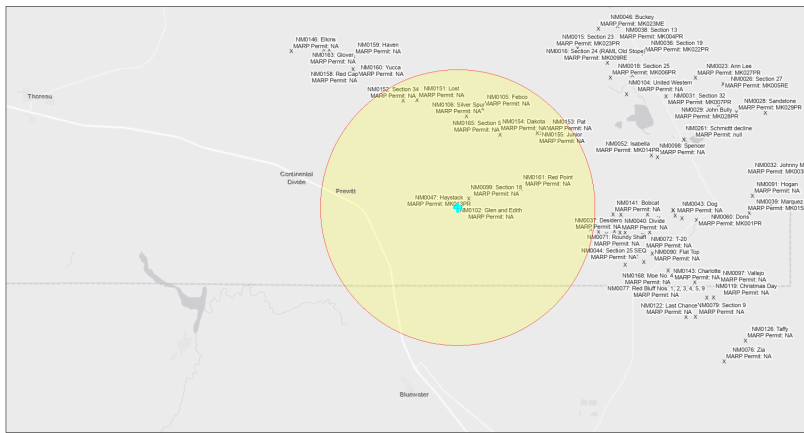 NM0146: Elkins
MARP Permit: NA
NM0159: Haven
MARP Permit: NA
NM0163: Glover
NM0160: Yucca
MARP Permit: NA
NM0158: Red Cap
Thoreau
NM0152: Section 34
MARP Permit: NA
NM0151: Lost
MARP Permit: NA
NM0105: Febco
MARP Permit: NA
NM0106: Silver Spur
MARP Permit: NA
NM0165: Section 5
MARP Permit: NA
NM0154: Dakota
MARP Permit: NA
NM0153: Pat
MARP Permit: NA
NM0155: Junior
MARP Permit: NA
NM0046: Buckey
MARP Permit: MK023ME
NM0038: Section 13
MARP Permit: MK004PR
NM0015: Section 23
MARP Permit: MK023PR
NM0036: Section 19
MARP Permit: MK022PR
NM0016: Section 24 (RAML Old Stope)
MARP Permit: MK009RE
NM0018: Section 25
MARP Permit: MK006PR
NM0023: Ann Lee
MARP Permit: MK027PR
NM0026: Section 27
MARP Permit: MK005RE
NM0104: United Western
MARP Permit: NA
NM0031: Section 32
MARP Permit: MK007PR
NM0028: Sandstone
MARP Permit: MK029PR
NM0029: John Bully
MARP Permit: MK028PR
NM0261: Schmidtt decline
MARP Permit: null
NM0052: Isabella
MARP Permit: MK014PR
NM0098: Spencer
MARP Permit: NA
NM0032: Johnny M
MARP Permit: MK003
NM0091: Hogan
MARP Permit: NA
NM0039: Marquez
MARP Permit: MK01S
Continental
Divide
Prewitt
NM0161: Red Point
MARP Permit: NA
NM0099: Section 18
MARP Permit: NA
NM0047: Haystack
MARP Permit:
NM0102: Glen and Edith
MARP Permit: NA
NM0141: Bobcat
MARP Permit: NA
NM0043: Dog
MARP Permit: NA
NM0060: Doris
MARP Permit: MK001PR
NM0037: Desidero
MARP Permit: NA
NM0040: Divide
MARP Permit: NA
NM0071: Roundy Shaft
MARP Permit: NA
NM0072: T-20
MARP Permit: NA
NM0044: Section 25 SEQ
MARP Permit: NA
NM0090: Flat Top
MARP Permit: NA
NM0168: Moe No. 4
MARP Permit: NA
NM0143: Charlotte
MARP Permit: NA
NM0097: Vallejo
MARP Permit: NA
NM0077: Red Bluff Nos. 1, 2, 3, 4, 5, 9
MARP Permit: NA
NM0119: Christmas Day
MARP Permit: NA
NM0122: Last Chance
MARP Permit: NA
NM0079: Section 9
MARP Permit: NA
NM0126: Taffy
MARP Permit: NA
NM0076: Zia
MARP Permit: NA
Bluewater